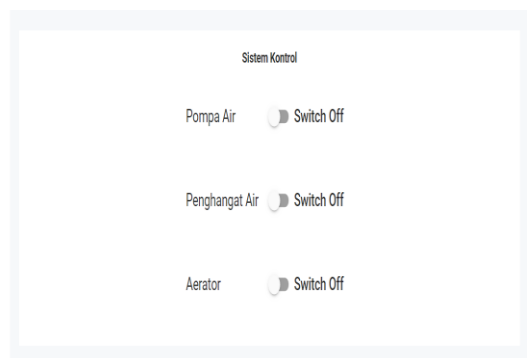 Sistem Kontrol
Pompa Air Switch Off
Penghangat Air Switch Off
Aerator Switch Off